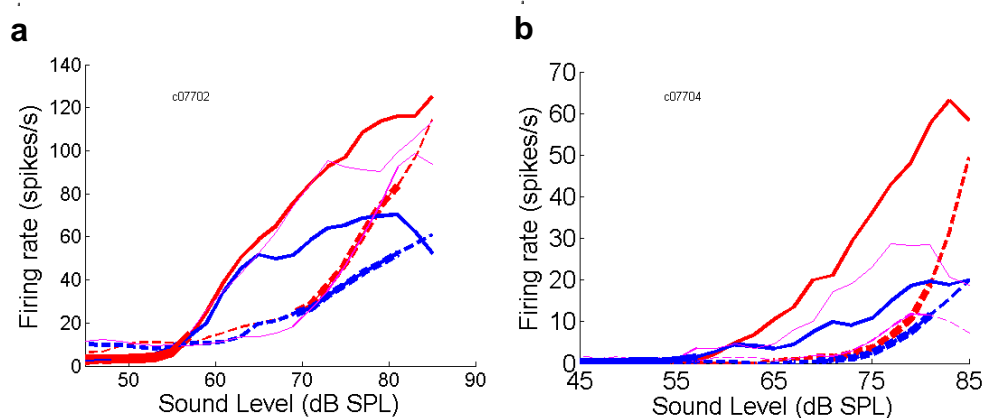 a
b
140
120
100
80
60
40
20
0
Firing rate (spikes/s)
c07702
50 60 70 80 90
Sound Level (dB SPL)
70
60
50
40
30
20
10
0
Firing rate (spikes/s)
c07704
45 55 65 75 85
Sound Level (dB SPL)